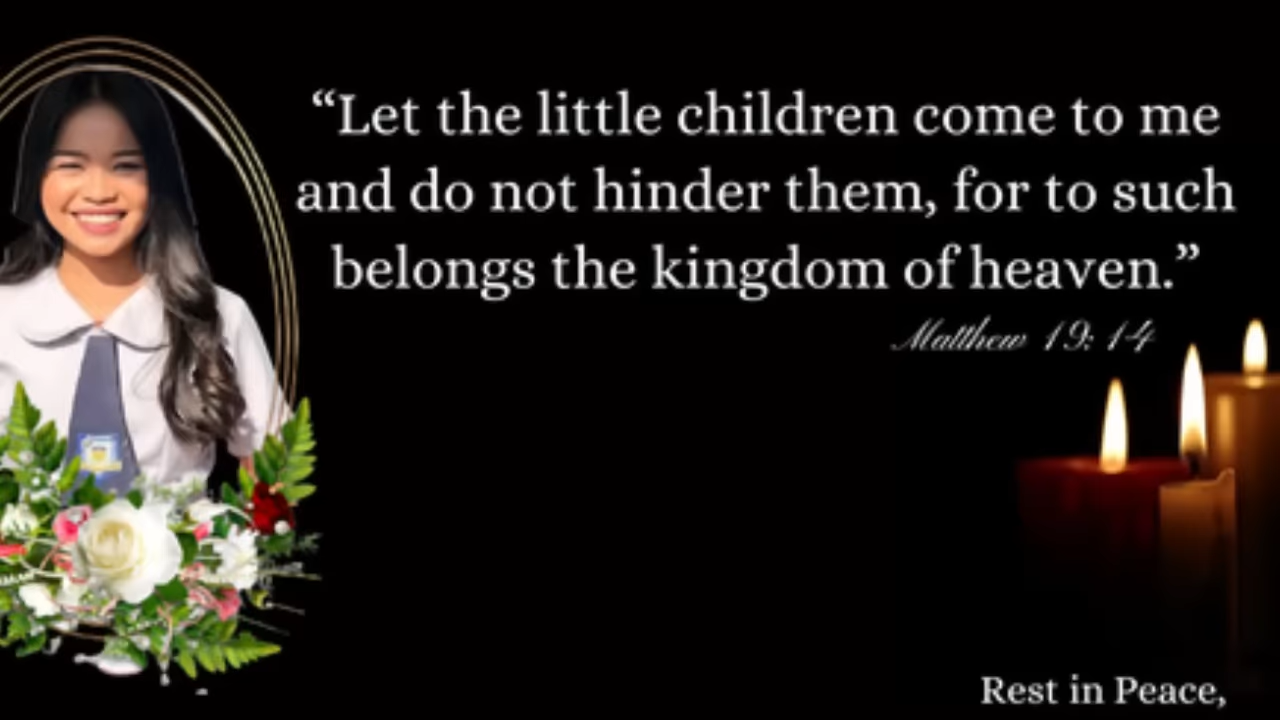 “Let the little children come to me
and do not hinder them, for to such
belongs the kingdom of heaven.”
Matthew 19: 14
Rest in Peace,